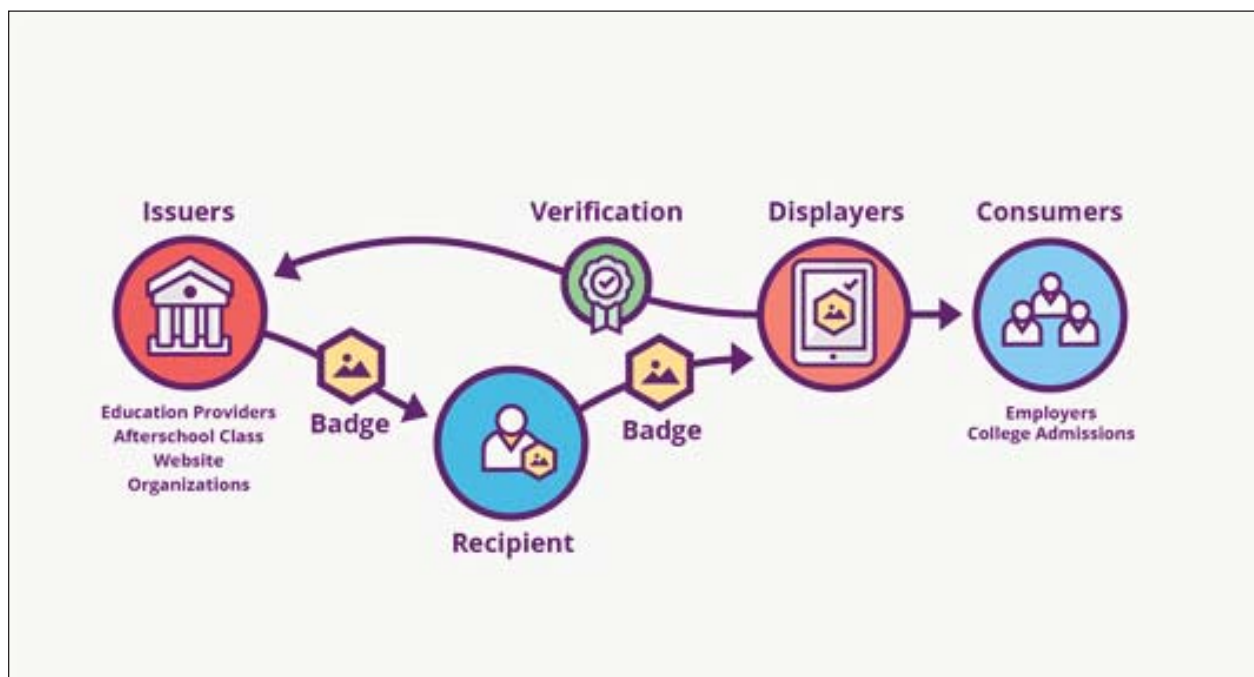 Issuers
Verification
Displayers
Consumers
Education Providers
Afterschool Class
Website
Organizations
Badge
Recipient
Badge
Employers
College Admissions